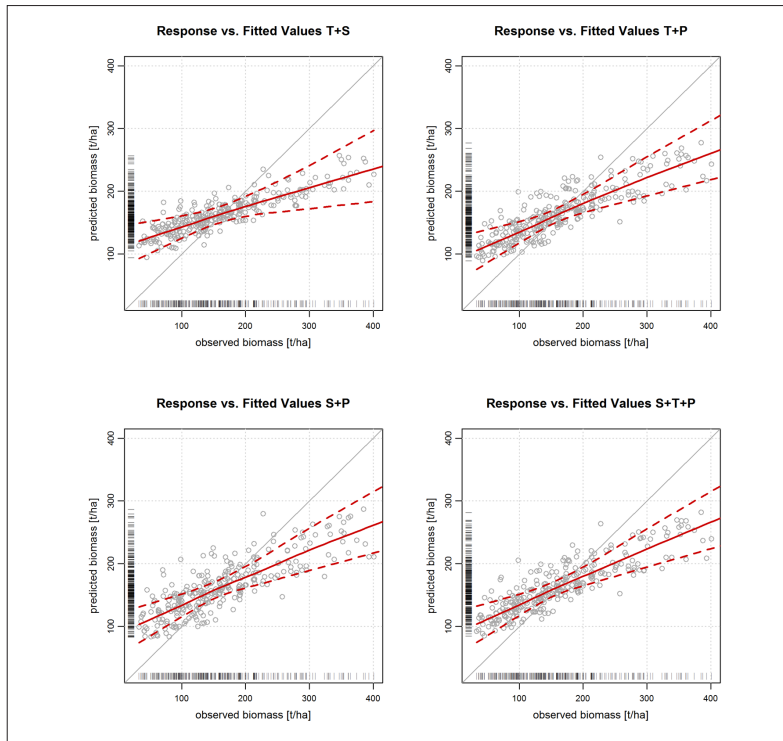 Response vs. Fitted Values T+S
Response vs. Fitted Values T+P
400
300
200
100
predicted biomass [t/ha]
100 200 300 400
observed biomass [t/ha]
400
300
200
100
predicted biomass [t/ha]
100 200 300 400
observed biomass [t/ha]
Response vs. Fitted Values S+P
Response vs. Fitted Values S+T+P
400
300
200
100
predicted biomass [t/ha]
100 200 300 400
observed biomass [t/ha]
400
300
200
100
predicted biomass [t/ha]
100 200 300 400
observed biomass [t/ha]